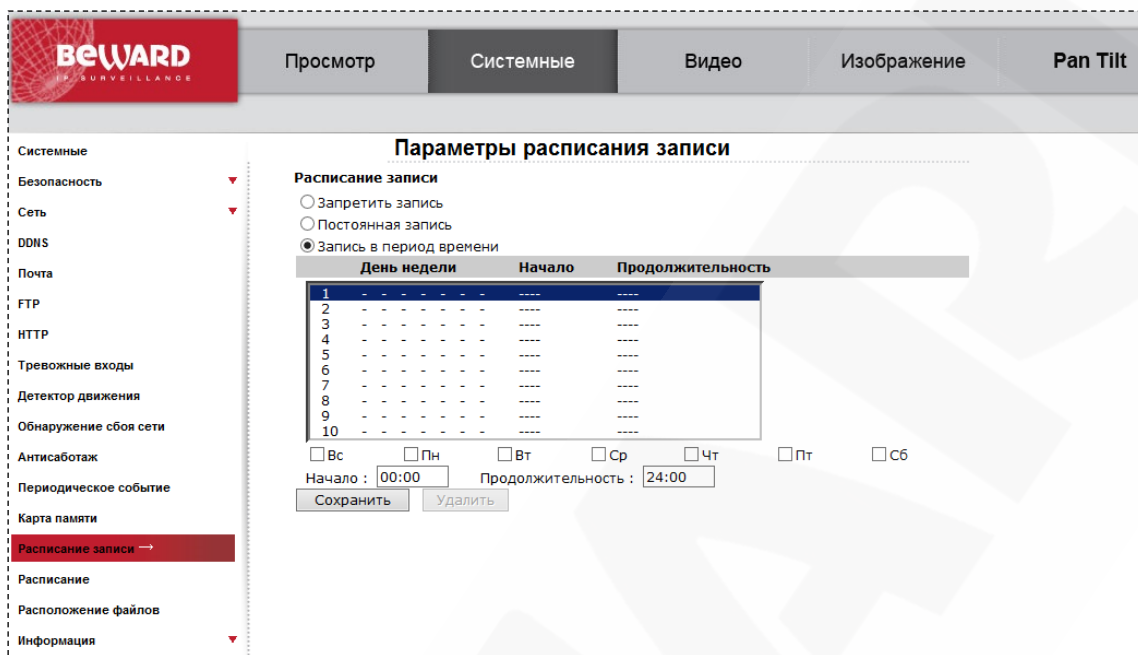 BEWARD
IP SURVEILLANCE
Просмотр Системные Видео Изображение Pan Tilt
Системные
Безопасность
Сеть
DDNS
Почта
FTP
HTTP
Тревожные входы
Детектор движения
Обнаружение сбоя сети
Антисаботаж
Периодическое событие
Карта памяти
Расписание записи →
Расписание
Расположение файлов
Информация
Параметры расписания записи
Расписание записи
Запретить запись
Постоянная запись
Запись в период времени
День недели Начало Продолжительность
1 - - - - - - - ---- ----
2 - - - - - - - ---- ----
3 - - - - - - - ---- ----
4 - - - - - - - ---- ----
5 - - - - - - - ---- ----
6 - - - - - - - ---- ----
7 - - - - - - - ---- ----
8 - - - - - - - ---- ----
9 - - - - - - - ---- ----
10 - - - - - - - ---- ----
Вс Пн Вт Ср Чт Пт Сб
Начало : 00:00 Продолжительность : 24:00
Сохранить Удалить